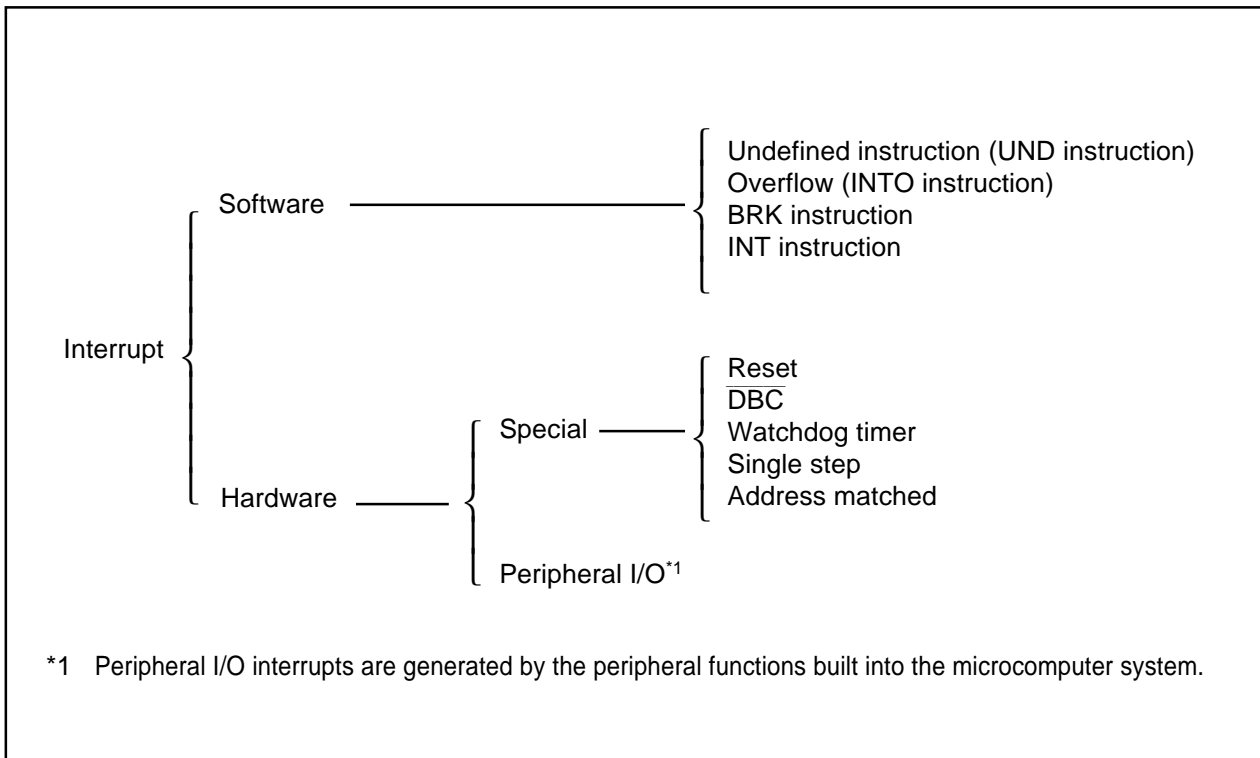 Interrupt
Software
Undefined instruction (UND instruction)
Overflow (INTO instruction)
BRK instruction
INT instruction
Hardware
Special
Reset
D̅B̅C̅
Watchdog timer
Single step
Address matched
Peripheral I/O*1
*1 Peripheral I/O interrupts are generated by the peripheral functions built into the microcomputer system.